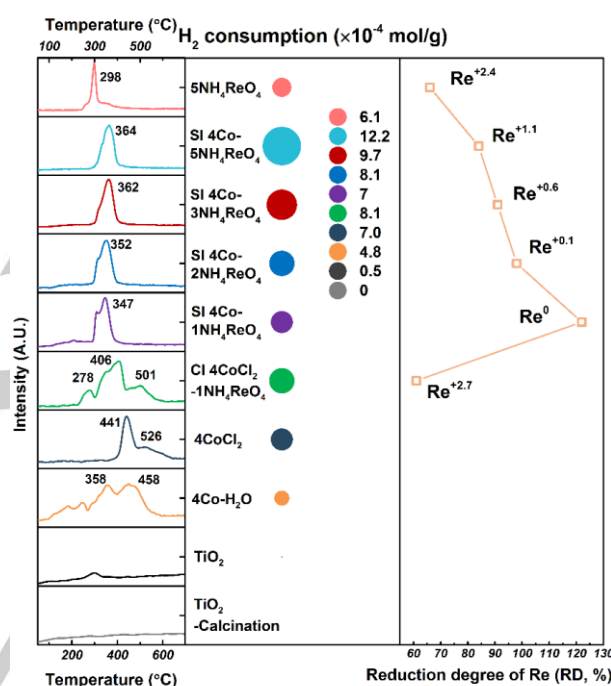 Temperature (°C)
H₂ consumption (×10⁻⁴ mol/g)
100 300 500
298
5NH₄ReO₄
364
SI 4Co-
5NH₄ReO₄
362
SI 4Co-
3NH₄ReO₄
352
SI 4Co-
2NH₄ReO₄
347
SI 4Co-
1NH₄ReO₄
278 406 501
CI 4CoCl₂
-1NH₄ReO₄
441 526
4CoCl₂
358 458
4Co-H₂O
TiO₂
TiO₂
-Calcination
6.1
12.2
9.7
8.1
7
8.1
7.0
4.8
0.5
0
Re⁺²·⁴
Re⁺¹·¹
Re⁺⁰·⁶
Re⁺⁰·¹
Re⁰
Re⁺²·⁷
Intensity (A.U.)
200 400 600
Temperature (°C)
60 70 80 90 100 110 120 130
Reduction degree of Re (RD, %)